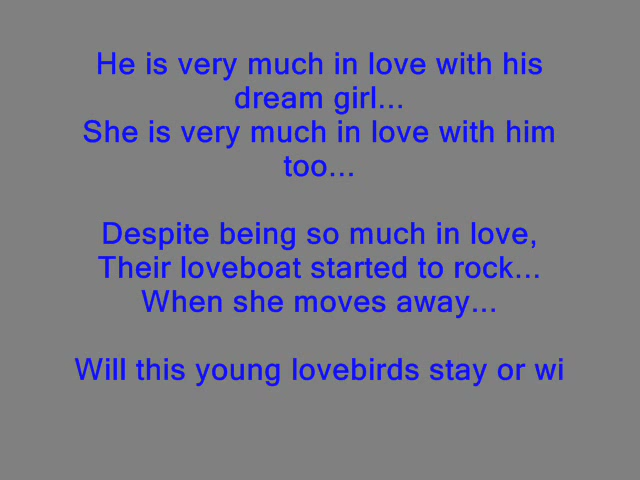 He is very much in love with his
dream girl...
She is very much in love with him
too...
Despite being so much in love,
Their loveboat started to rock...
When she moves away...
Will this young lovebirds stay or wi